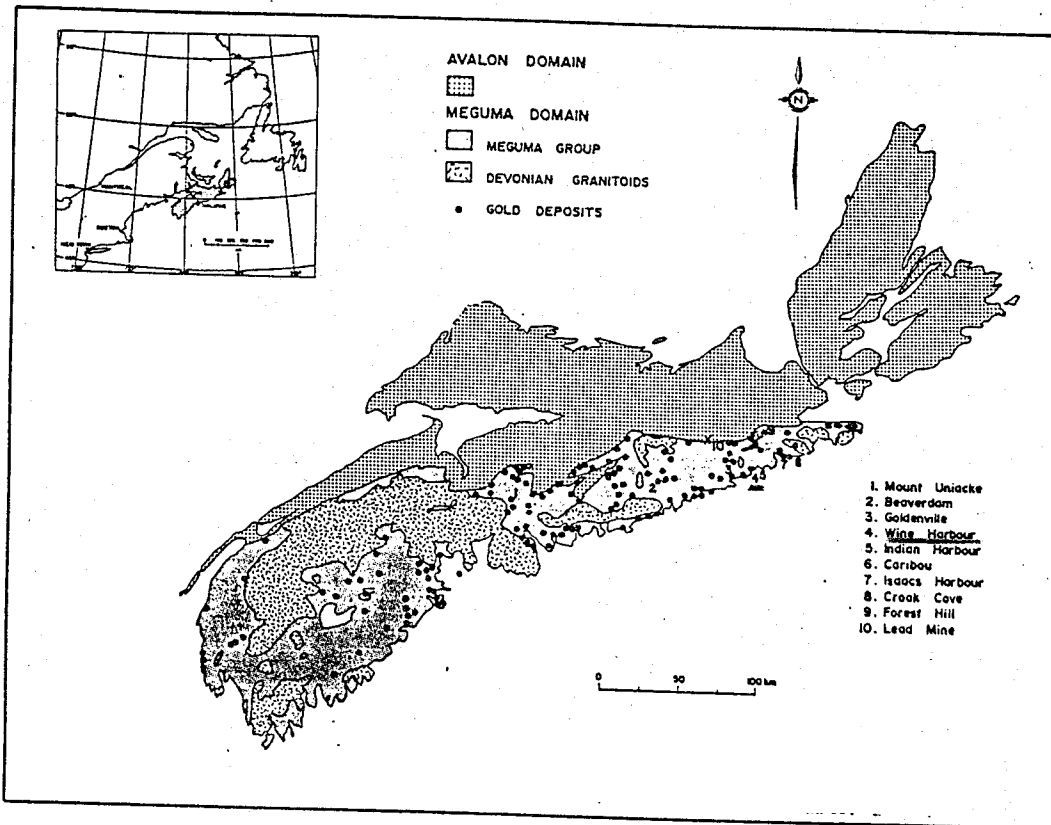 AVALON DOMAIN
MEGUMA DOMAIN
MEGUMA GROUP
DEVONIAN GRANITOIDS
GOLD DEPOSITS
N
1. Mount Uniacke
2. Beaverdam
3. Goldenville
4. Wine Harbour
5. Indian Harbour
6. Caribou
7. Isaacs Harbour
8. Crook Cove
9. Forest Hill
10. Lead Mine
10
2
0 50 100 km